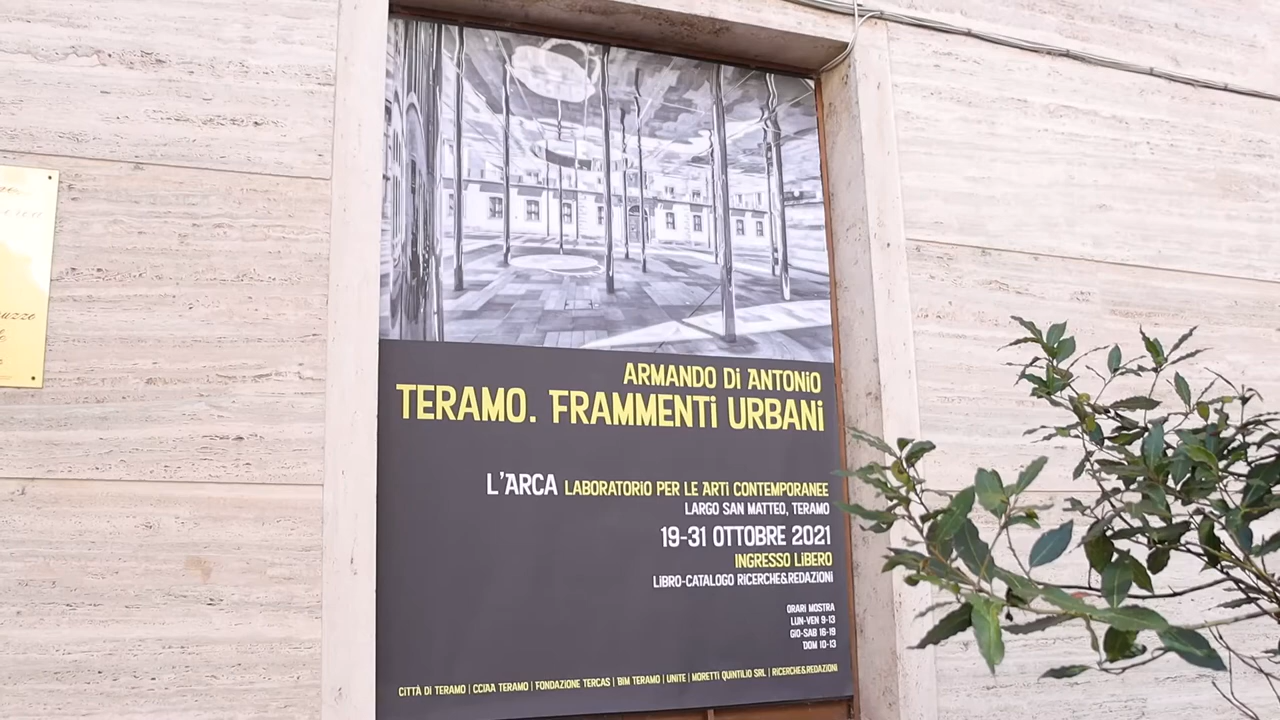 ARMANDO Di ANTONiO
TERAMO. FRAMMENTi URBANi
L'ARCA LABORATORiO PER LE ARTi CONTEMPORANEE
LARGO SAN MATTEO, TERAMO
19-31 OTTOBRE 2021
INGRESSO LiBERO
LiBRO-CATALOGO RICERCHE&REDAZiONi
ORARI MOSTRA
LUN-VEN 9-13
GIO-SAB 16-19
DOM 10-13
CITTÀ DI TERAMO | CCIAA TERAMO | FONDAZIONE TERCAS | BIM TERAMO | UNITE | MORETTI QUINTILIO SRL | RICERCHE&REDAZIONI